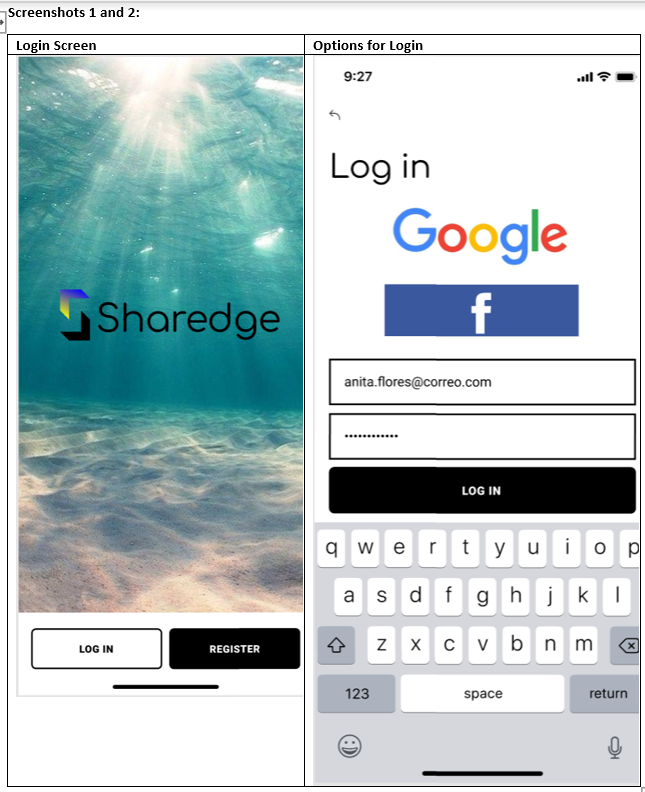 Screenshots 1 and 2:
Login Screen
Options for Login
Sharedge
LOG IN
REGISTER
9:27
Log in
Google
f
anita.flores@correo.com
••••••••••••
LOG IN
q w e r t y u i o p
a s d f g h j k l
z x c v b n m
123 space return